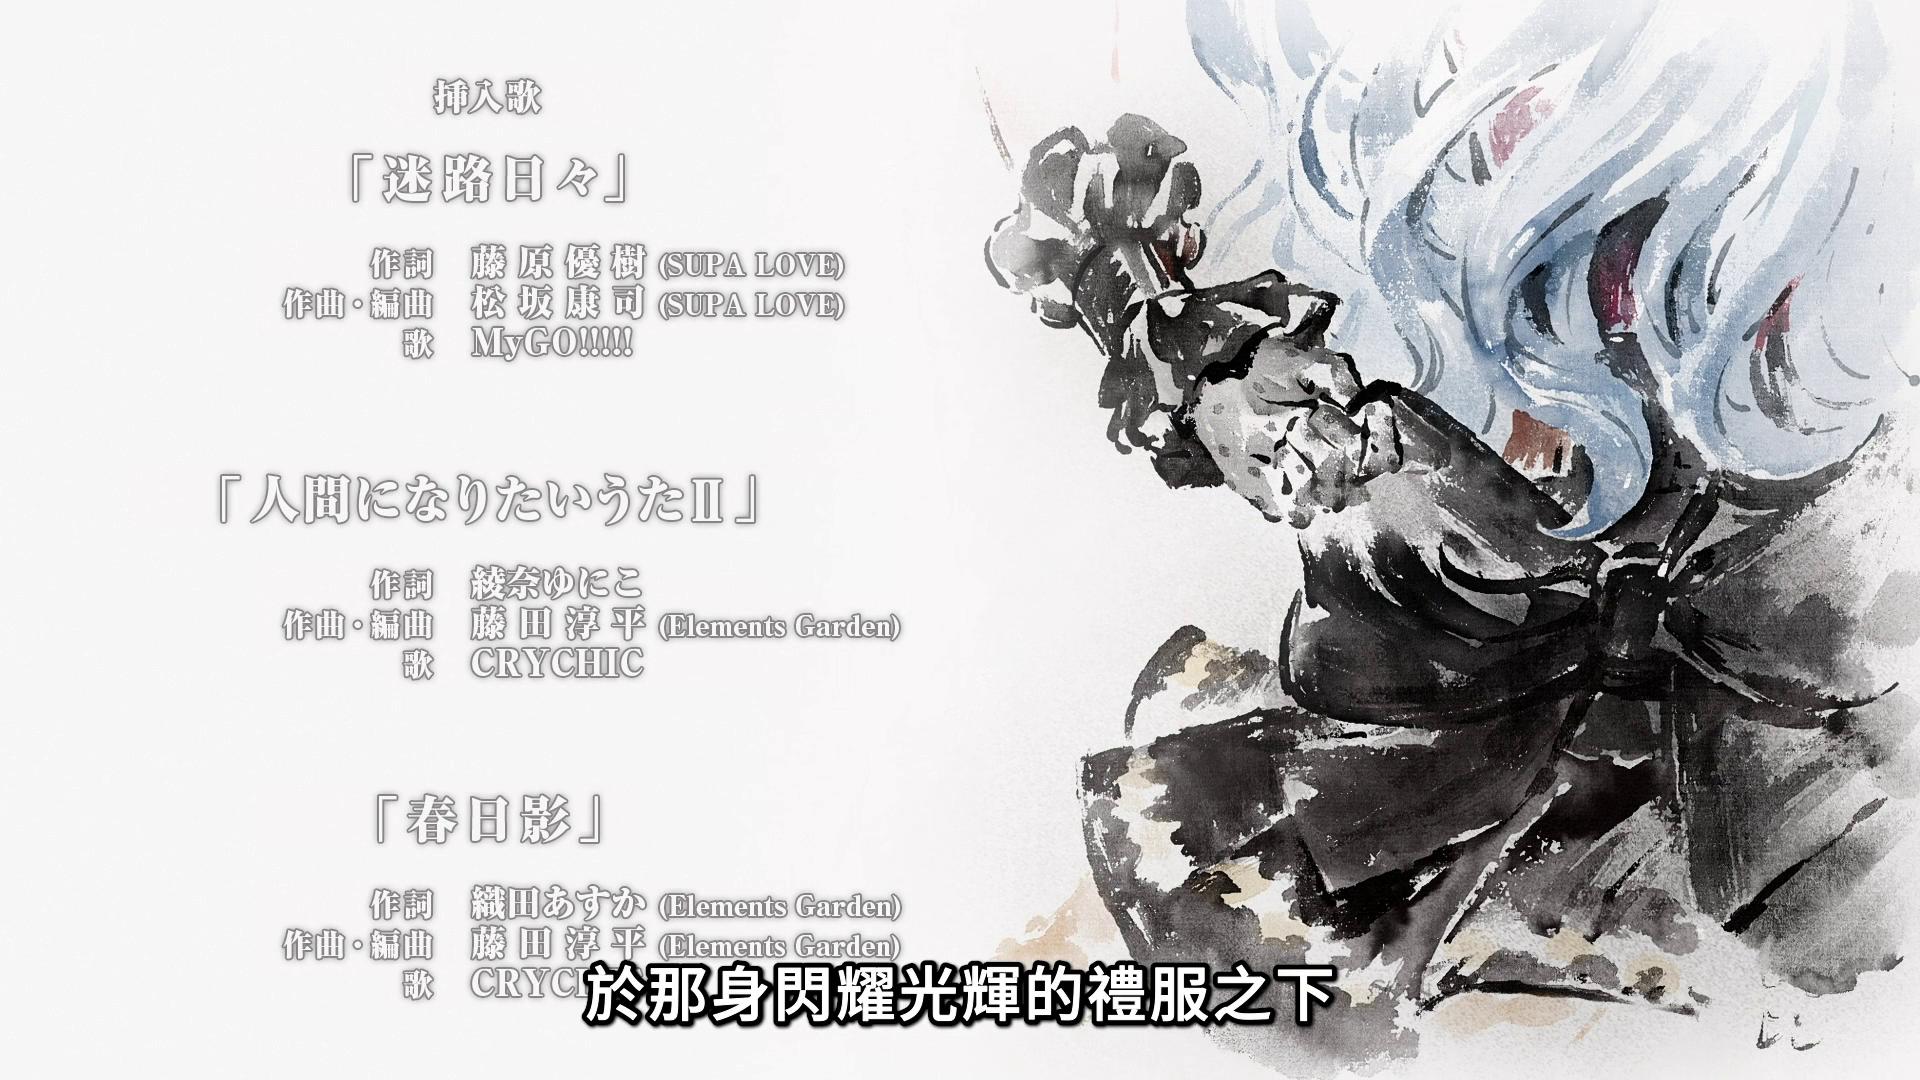 挿入歌
「迷路日々」
作詞 藤原優樹 (SUPA LOVE)
作曲・編曲 松坂康司 (SUPA LOVE)
歌 MyGO!!!!!
「人間になりたいうたⅡ」
作詞 綾奈ゆにこ
作曲・編曲 藤田淳平 (Elements Garden)
歌 CRYCHIC
「春日影」
作詞 織田あすか (Elements Garden)
作曲・編曲 藤田淳平 (Elements Garden)
歌
於那身閃耀光輝的禮服之下